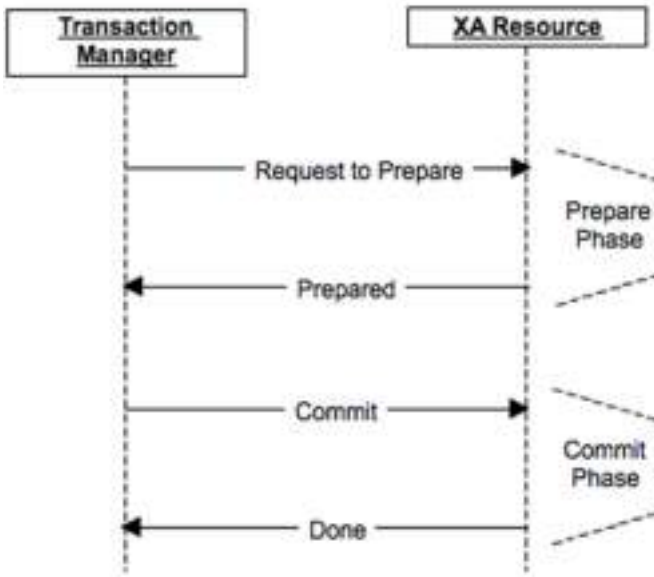 Transaction
Manager
XA Resource
Request to Prepare
Prepare
Phase
Prepared
Commit
Commit
Phase
Done